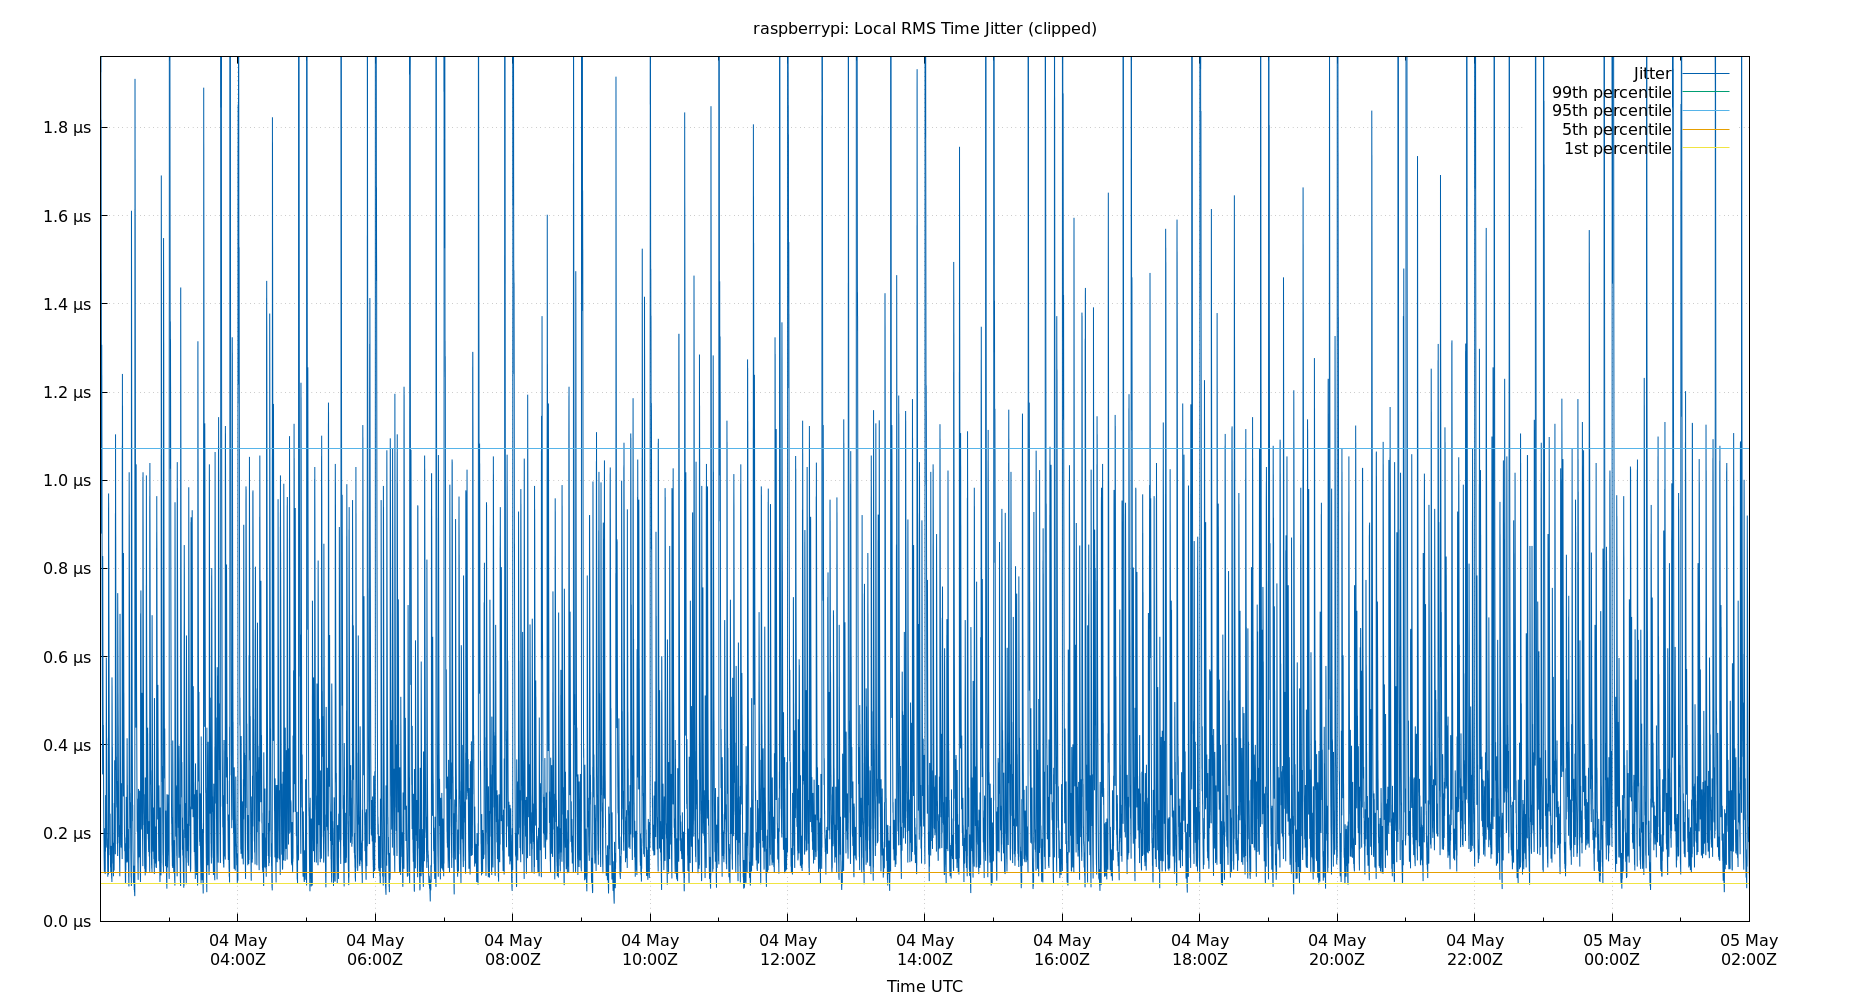 raspberrypi: Local RMS Time Jitter (clipped)
Jitter
99th percentile
95th percentile
5th percentile
1st percentile
1.8 μs
1.6 μs
1.4 μs
1.2 μs
1.0 μs
0.8 μs
0.6 μs
0.4 μs
0.2 μs
0.0 μs
04 May 04 May 04 May 04 May 04 May 04 May 04 May 04 May 04 May 04 May 05 May 05 May
04:00Z 06:00Z 08:00Z 10:00Z 12:00Z 14:00Z 16:00Z 18:00Z 20:00Z 22:00Z 00:00Z 02:00Z
Time UTC